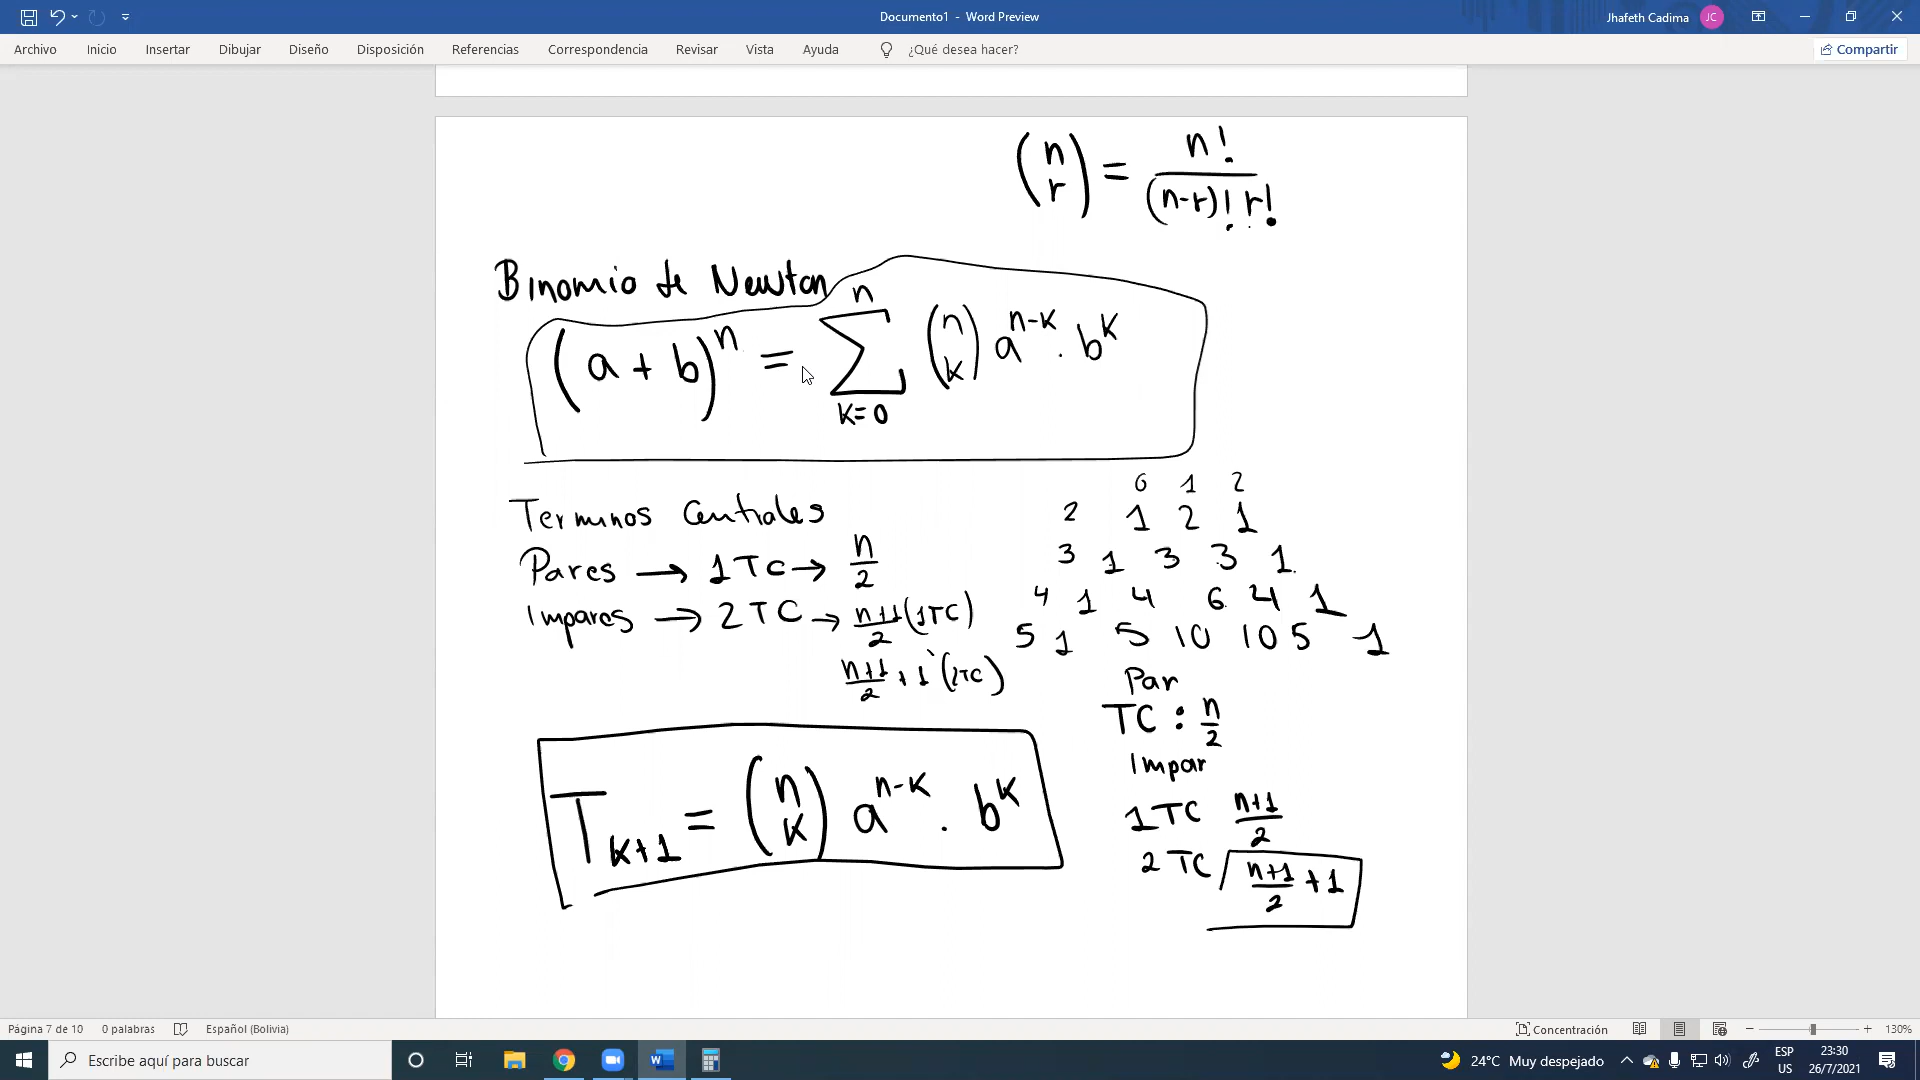 Documento1 - Word Preview
Jhafeth Cadima JC
Archivo Inicio Insertar Dibujar Diseño Disposición Referencias Correspondencia Revisar Vista Ayuda ¿Qué desea hacer? Compartir
(n r) = n! / (n-r)! r!
Binomio de Newton
(a + b)^n = Σ_{k=0}^{n} (n k) a^{n-k} . b^k
Terminos Centrales
Pares → 1 TC → n/2
Impares → 2 TC → n+1/2 (1TC)
n+1/2 + 1 (2TC)
T_{k+1} = (n k) a^{n-k} . b^k
0 1 2
2 1 2 1
3 1 3 3 1
4 1 4 6 4 1
5 1 5 10 10 5 1
Par
TC : n/2
Impar
1 TC n+1/2
2 TC n+1/2 + 1
Página 7 de 10 0 palabras Español (Bolivia) Concentración 130%
Escribe aquí para buscar
24°C Muy despejado
ESP
US
23:30
26/7/2021